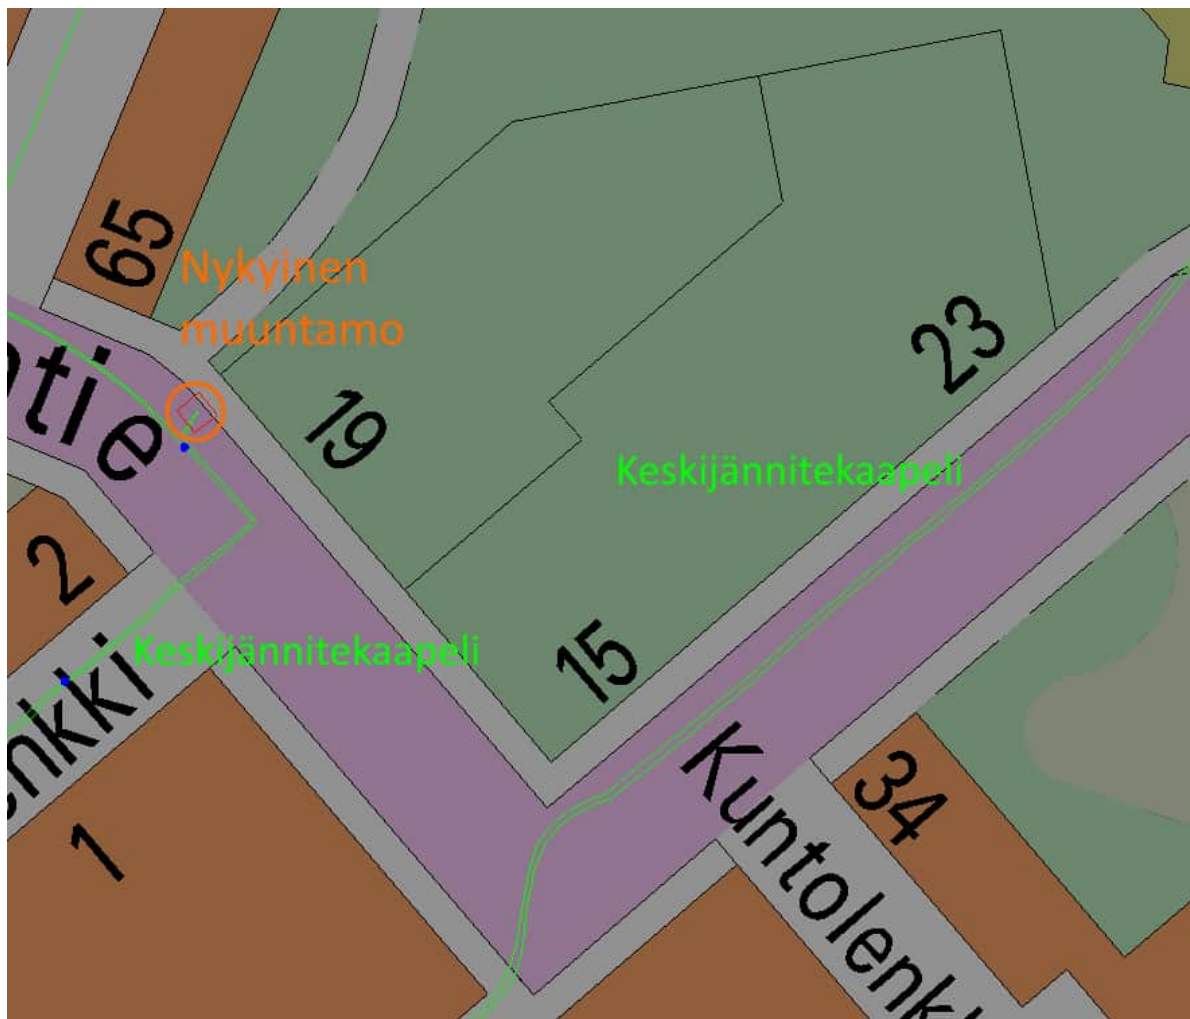 65
Nykyinen
muuntamo
tie
19
23
Keskijännitekaapeli
2
Keskijännitekaapeli
15
nkki
Kuntolenk
34
1